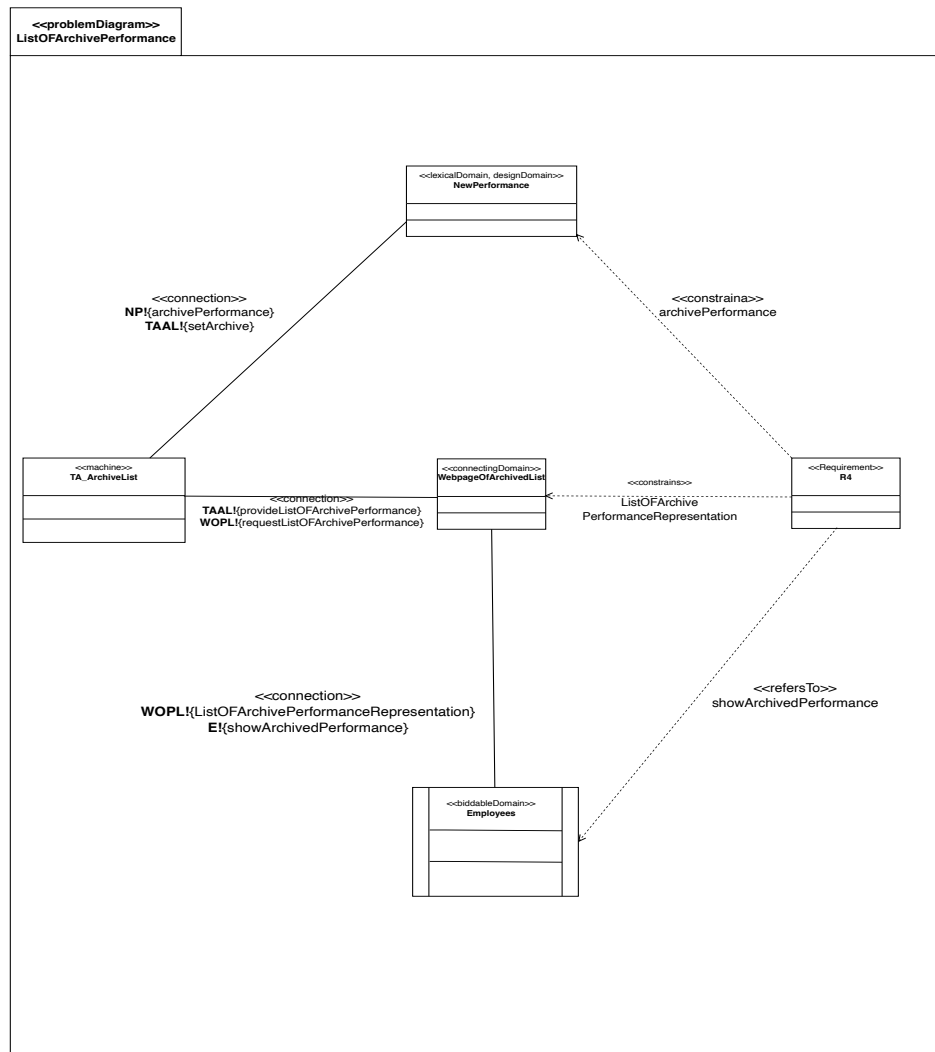 <<problemDiagram>>
ListOFArchivePerformance
<<lexicalDomain, designDomain>>
NewPerformance
<<connection>>
NP!{archivePerformance}
TAAL!{setArchive}
<<constraina>>
archivePerformance
<<machine>>
TA_ArchiveList
<<connection>>
TAAL!{provideListOFArchivePerformance}
WOPL!{requestListOFArchivePerformance}
<<connectingDomain>>
WebpageOfArchivedList
<<constrains>>
ListOFArchive
PerformanceRepresentation
<<Requirement>>
R4
<<connection>>
WOPL!{ListOFArchivePerformanceRepresentation}
E!{showArchivedPerformance}
<<refersTo>>
showArchivedPerformance
<<biddableDomain>>
Employees